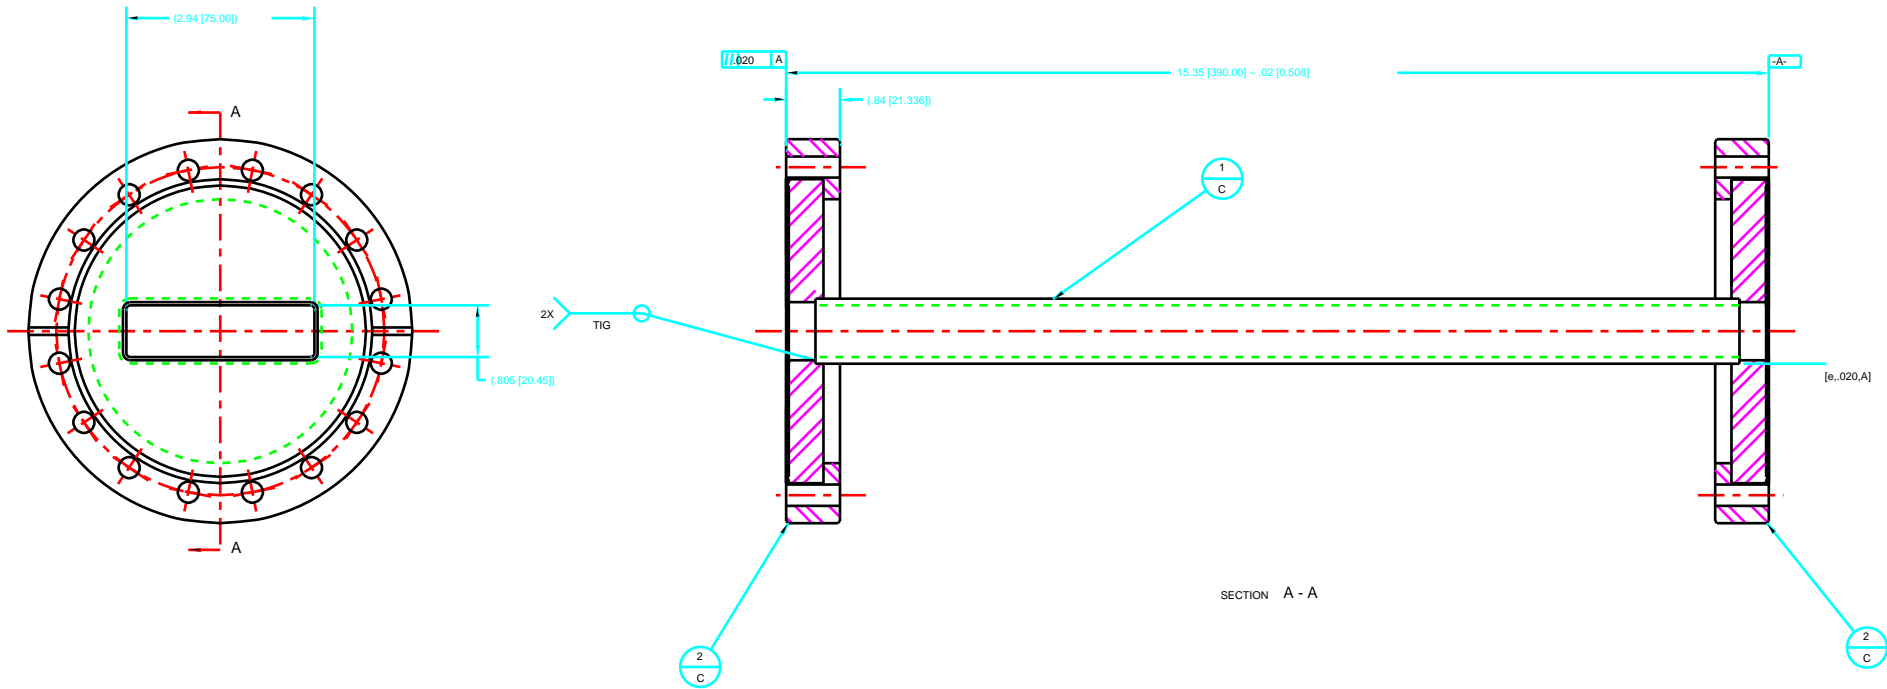 (2.94 [75.00])
.020 A
-A-
15.35 [390.00] – .02 [0.508]
(.84 [21.336])
A
1
C
2X
TIG
(.805 [20.45])
[e,.020,A]
A
SECTION A - A
2
C
2
C